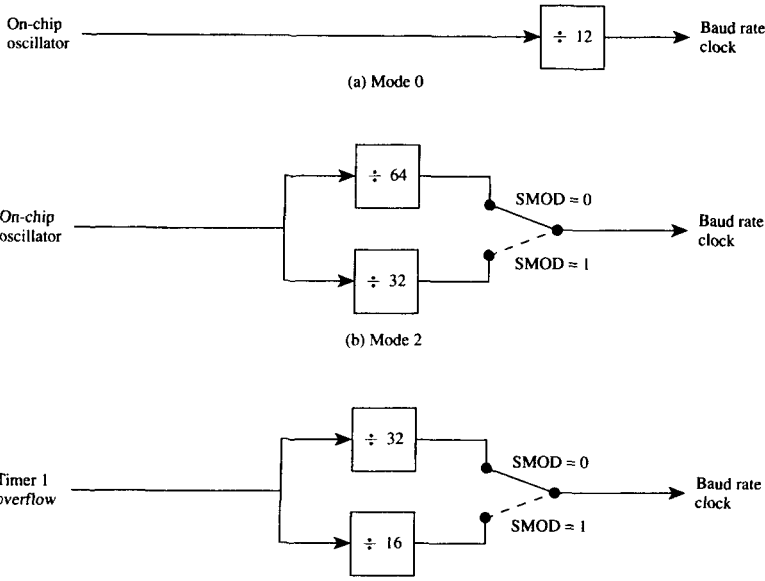 On-chip
oscillator
÷ 12
Baud rate
clock
(a) Mode 0
On-chip
oscillator
÷ 64
SMOD = 0
÷ 32
SMOD = 1
Baud rate
clock
(b) Mode 2
Timer 1
overflow
÷ 32
SMOD = 0
÷ 16
SMOD = 1
Baud rate
clock